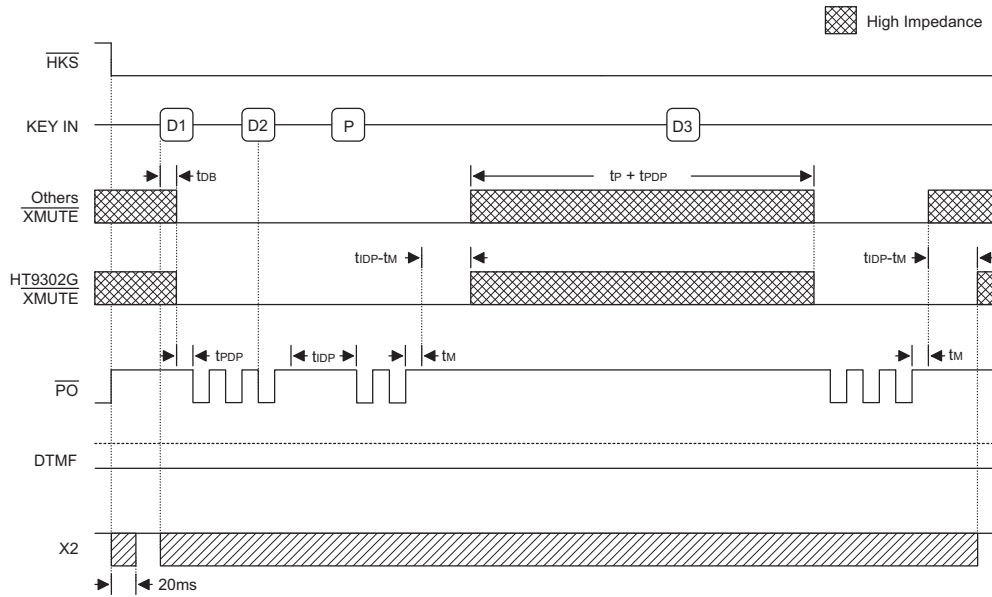 High Impedance
HKS
KEY IN
D1
D2
P
D3
tDB
Others
XMUTE
tP + tPDP
tIDP-tM
tIDP-tM
HT9302G
XMUTE
tPDP
tIDP
tM
tM
PO
DTMF
X2
20ms